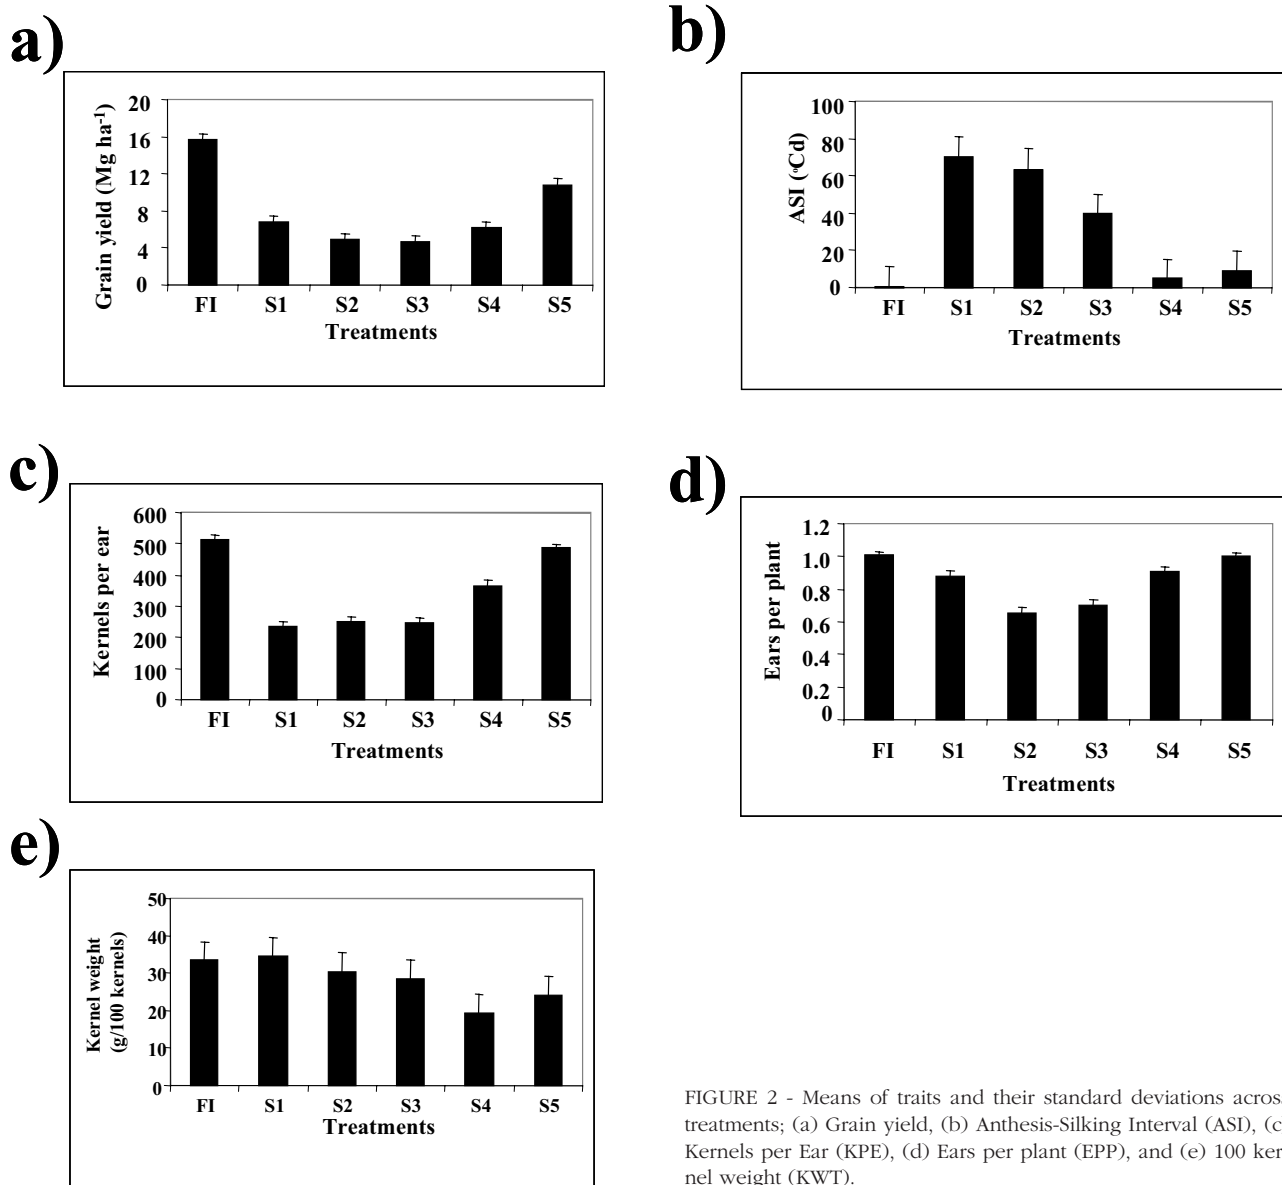 a)
20
16
12
8
4
0
Grain yield (Mg ha-1)
FI S1 S2 S3 S4 S5
Treatments
b)
100
80
60
40
20
0
ASI (°Cd)
FI S1 S2 S3 S4 S5
Treatments
c)
600
500
400
300
200
100
0
Kernels per ear
FI S1 S2 S3 S4 S5
Treatments
d)
1.2
1.0
0.8
0.6
0.4
0.2
0
Ears per plant
FI S1 S2 S3 S4 S5
Treatments
e)
50
40
30
20
10
0
Kernel weight
(g/100 kernels)
FI S1 S2 S3 S4 S5
Treatments
FIGURE 2 - Means of traits and their standard deviations across
treatments; (a) Grain yield, (b) Anthesis-Silking Interval (ASI), (c
Kernels per Ear (KPE), (d) Ears per plant (EPP), and (e) 100 ker
nel weight (KWT).